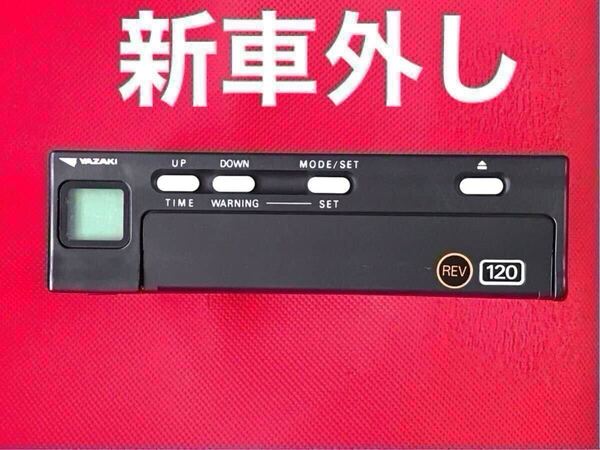 新車外し
YAZAKI
UP DOWN MODE/SET ⏏
TIME WARNING SET
REV 120